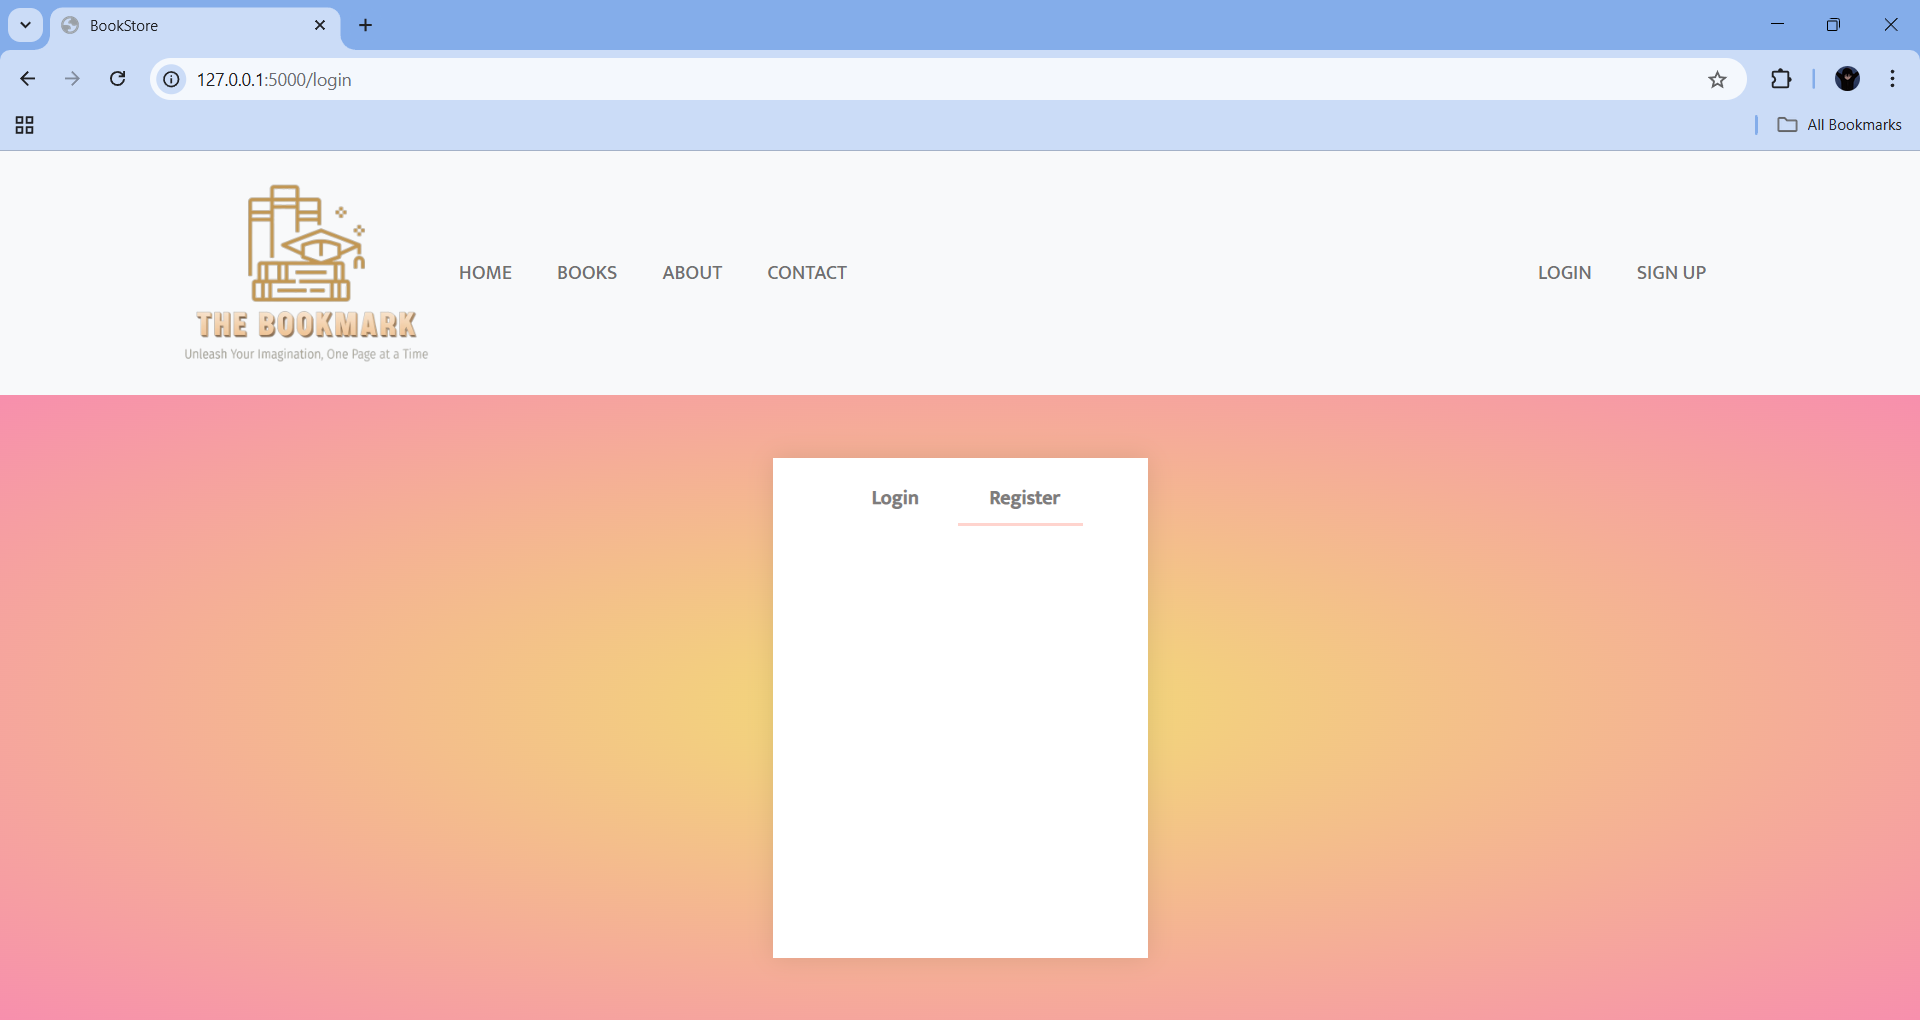 BookStore
127.0.0.1:5000/login
All Bookmarks
THE BOOKMARK
Unleash Your Imagination, One Page at a Time
HOME BOOKS ABOUT CONTACT LOGIN SIGN UP
Login Register